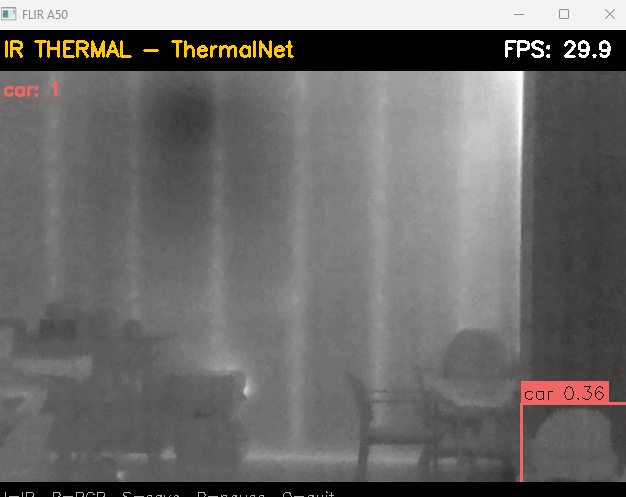 FLIR A50
IR THERMAL - ThermalNet
FPS: 29.9
car: 1
car 0.36